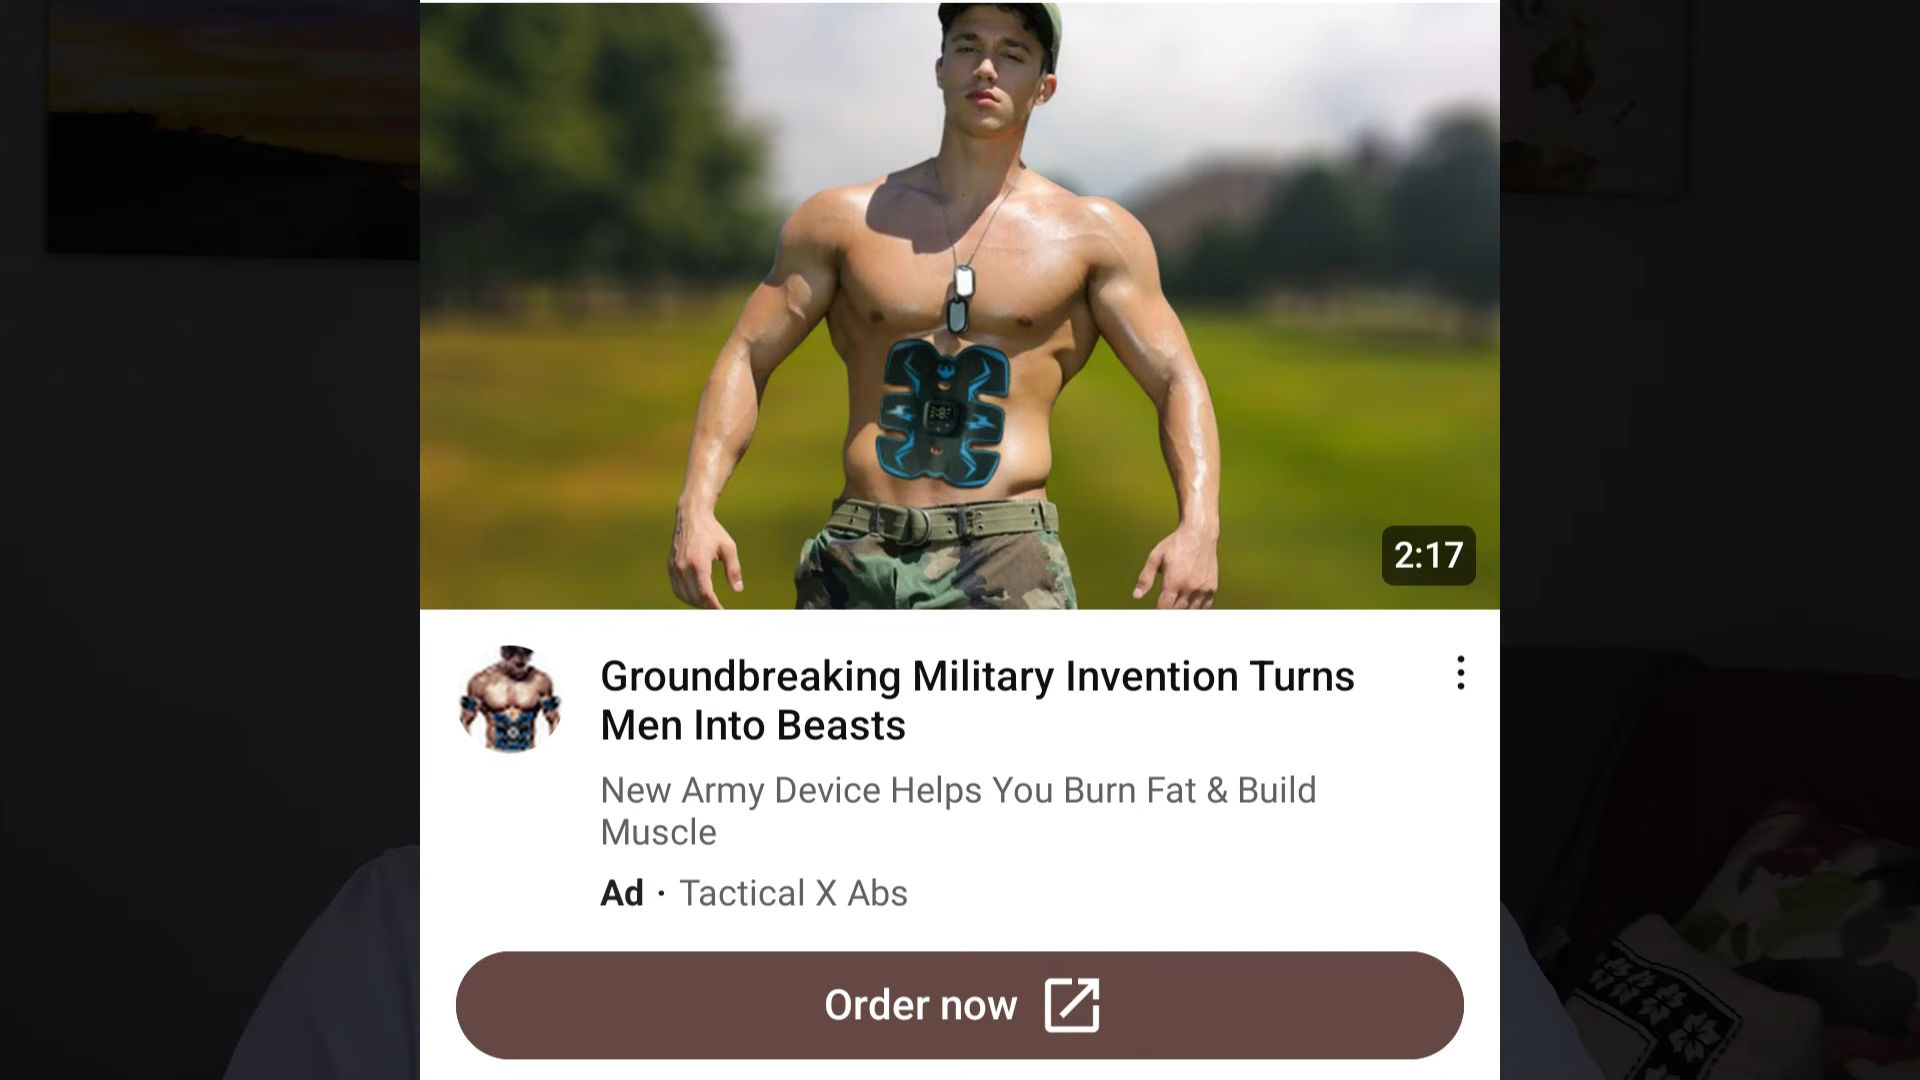 2:17
Groundbreaking Military Invention Turns
Men Into Beasts
New Army Device Helps You Burn Fat & Build
Muscle
Ad · Tactical X Abs
Order now